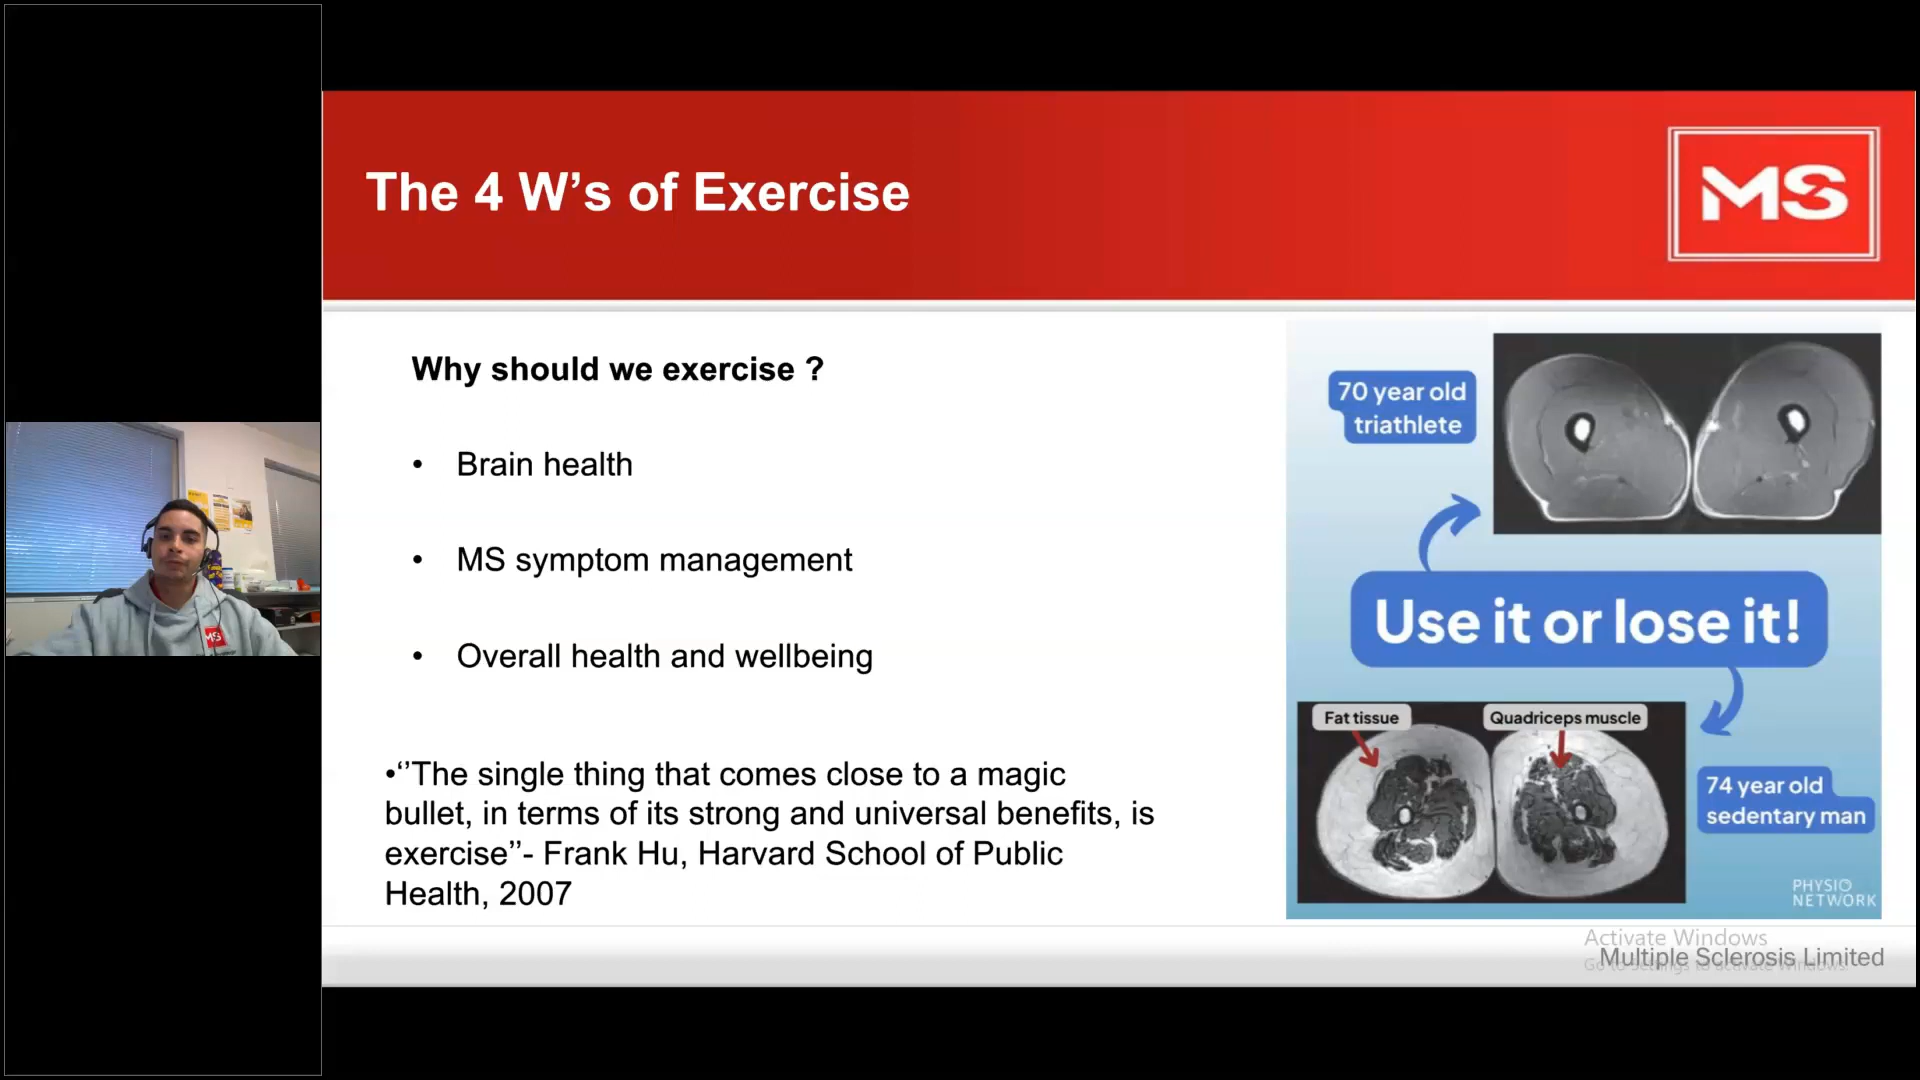 The 4 W’s of Exercise
MS
Why should we exercise ?
• Brain health
• MS symptom management
• Overall health and wellbeing
•‘’The single thing that comes close to a magic
bullet, in terms of its strong and universal benefits, is
exercise’’- Frank Hu, Harvard School of Public
Health, 2007
70 year old
triathlete
Use it or lose it!
Fat tissue
Quadriceps muscle
74 year old
sedentary man
PHYSIO
NETWORK
Activate Windows
Go to Settings to activate Windows.
Multiple Sclerosis Limited
MS